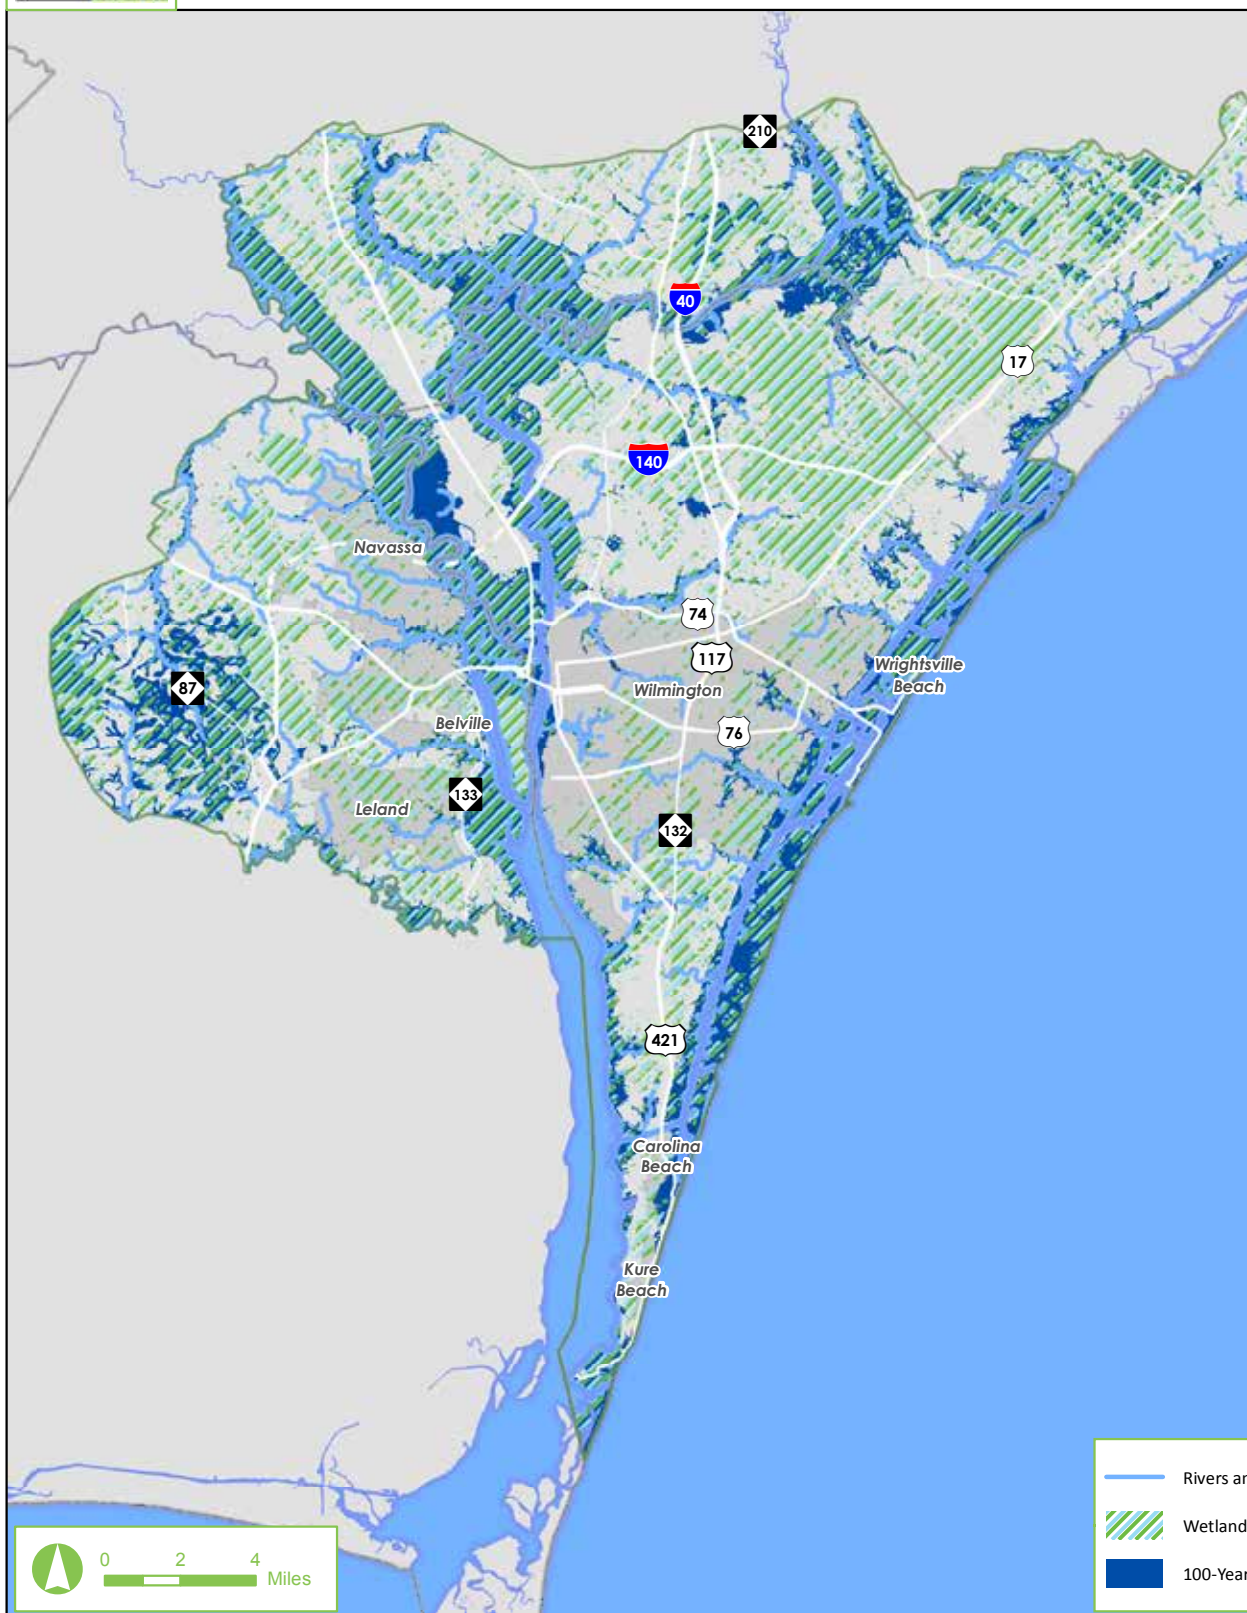 210
40
17
140
Navassa
74
117
Wrightsville
Beach
87
Wilmington
Belville
76
133
Leland
132
421
Carolina
Beach
Kure
Beach
Rivers an
Wetland
100-Year
0 2 4
Miles